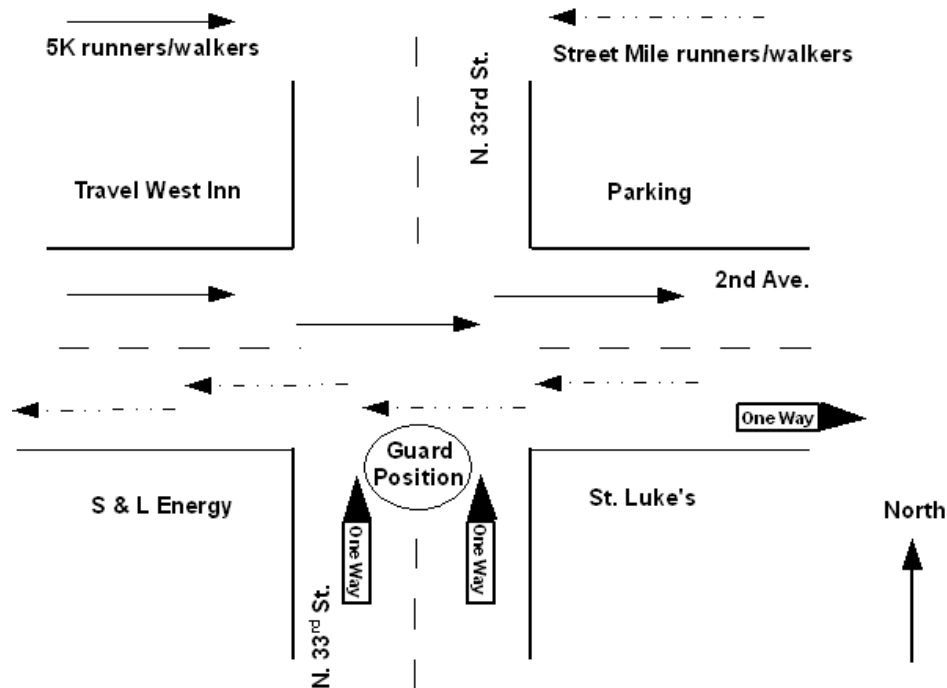 5K runners/walkers
Street Mile runners/walkers
N. 33rd St.
Travel West Inn
Parking
2nd Ave.
One Way
Guard
Position
S & L Energy
St. Luke's
North
One Way
One Way
N. 33rd St.